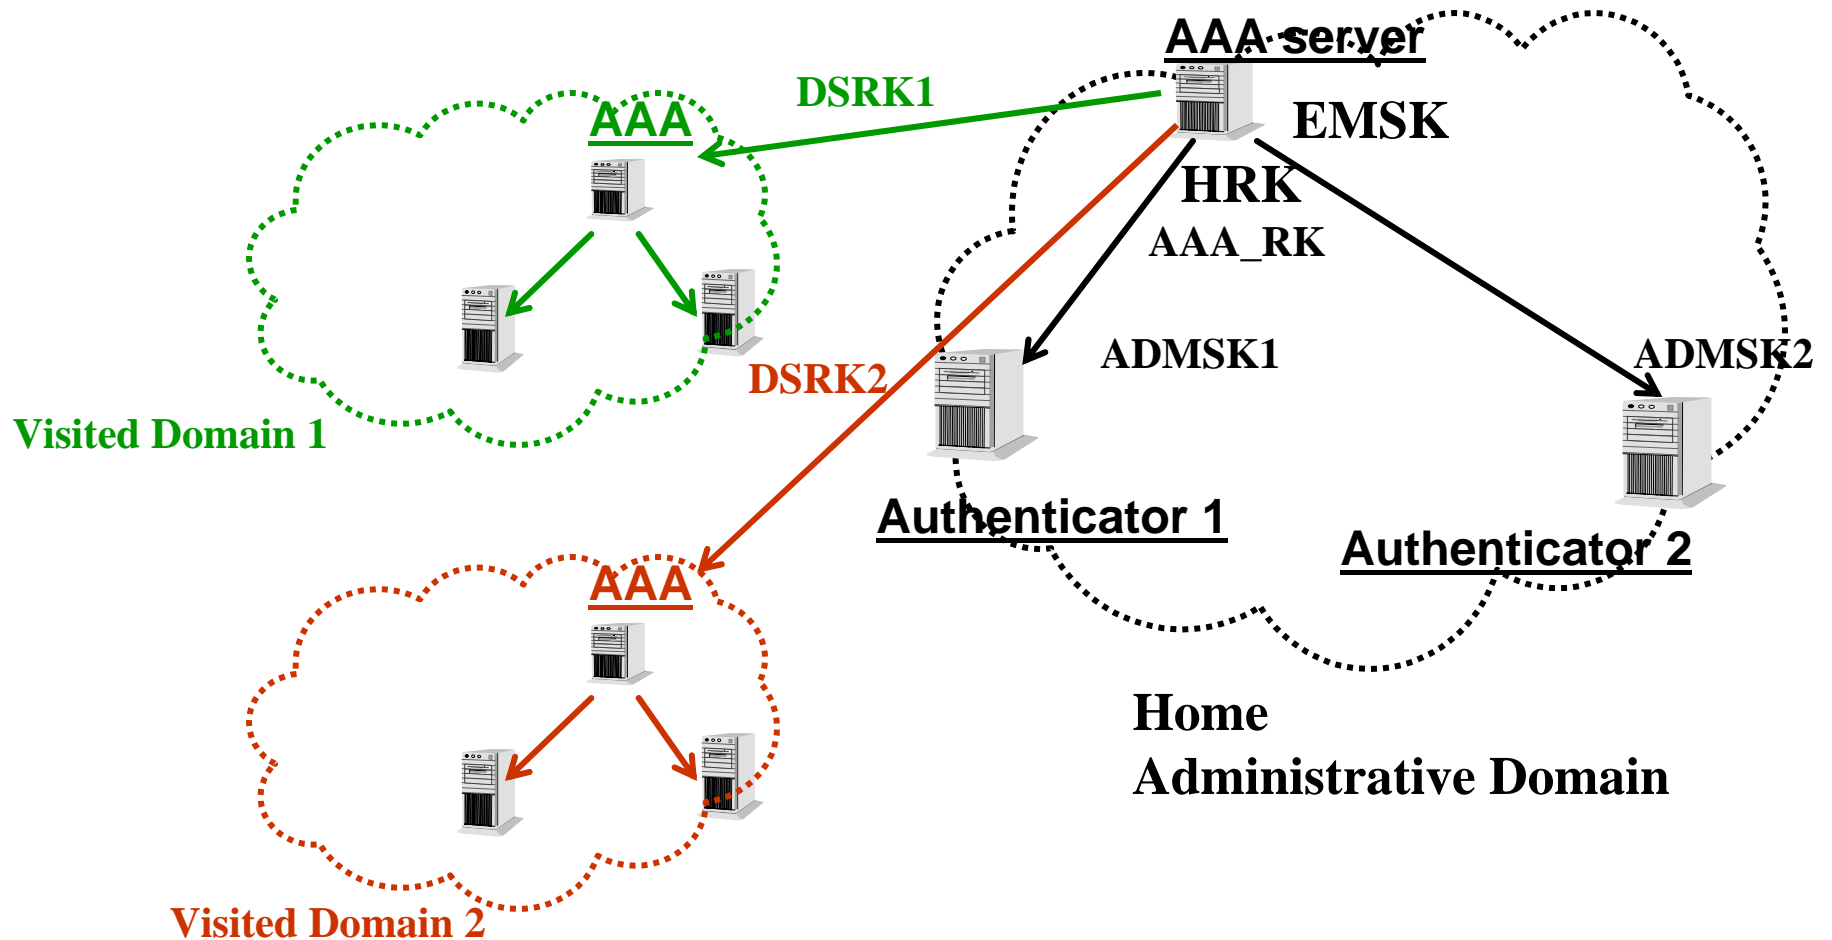 AAA server
DSRK1
EMSK
AAA
HRK
AAA_RK
ADMSK1
ADMSK2
DSRK2
Visited Domain 1
Authenticator 1
Authenticator 2
AAA
Home
Administrative Domain
Visited Domain 2